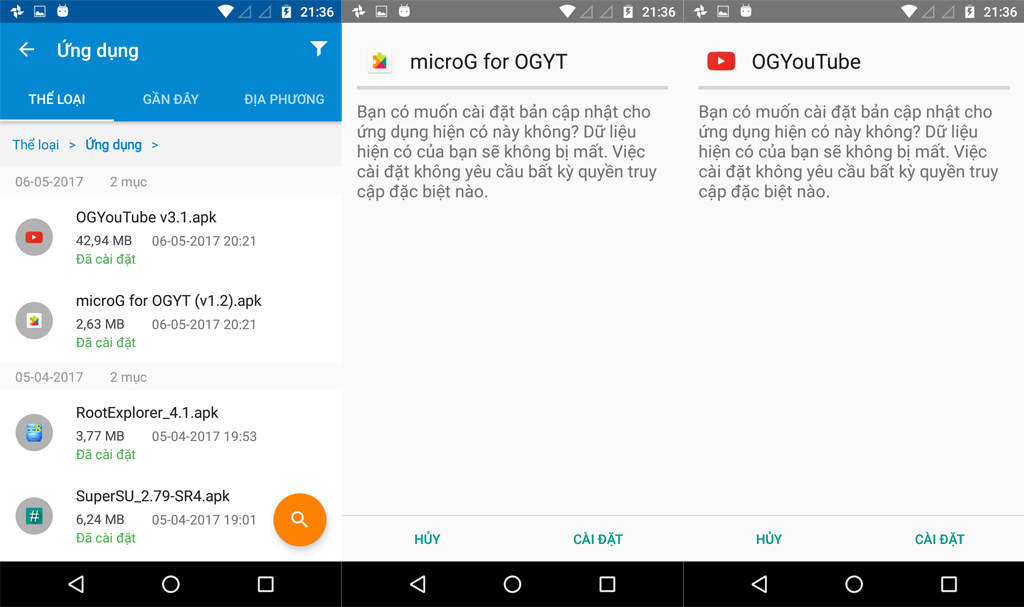 21:36
Ứng dụng
THỂ LOẠI GẦN ĐÂY ĐỊA PHƯƠNG
Thể loại > Ứng dụng >
06-05-2017 2 mục
OGYouTube v3.1.apk
42,94 MB 06-05-2017 20:21
Đã cài đặt
microG for OGYT (v1.2).apk
2,63 MB 06-05-2017 20:21
Đã cài đặt
05-04-2017 2 mục
RootExplorer_4.1.apk
3,77 MB 05-04-2017 19:53
Đã cài đặt
SuperSU_2.79-SR4.apk
6,24 MB 05-04-2017 19:01
Đã cài đặt
21:36
microG for OGYT
Bạn có muốn cài đặt bản cập nhật cho
ứng dụng hiện có này không? Dữ liệu
hiện có của bạn sẽ không bị mất. Việc
cài đặt không yêu cầu bất kỳ quyền truy
cập đặc biệt nào.
HỦY CÀI ĐẶT
21:36
OGYouTube
Bạn có muốn cài đặt bản cập nhật cho
ứng dụng hiện có này không? Dữ liệu
hiện có của bạn sẽ không bị mất. Việc
cài đặt không yêu cầu bất kỳ quyền truy
cập đặc biệt nào.
HỦY CÀI ĐẶT